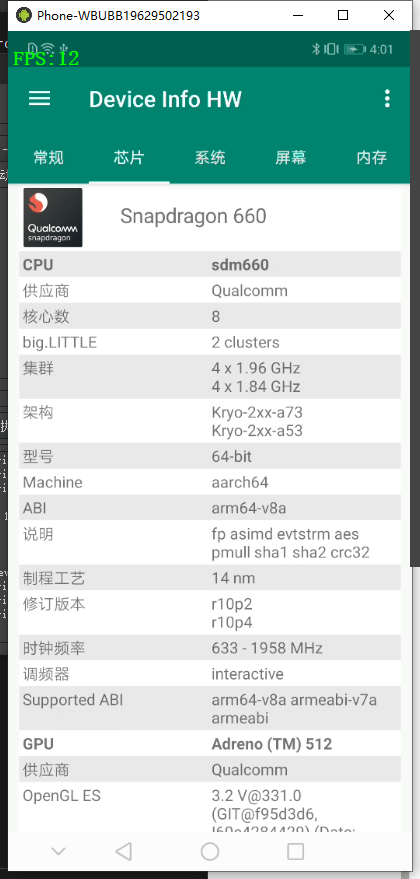 Phone-WBUBB19629502193
FPS:12
4:01
Device Info HW
常规 芯片 系统 屏幕 内存
Qualcomm
snapdragon
Snapdragon 660
CPU sdm660
供应商 Qualcomm
核心数 8
big.LITTLE 2 clusters
集群 4 x 1.96 GHz
4 x 1.84 GHz
架构 Kryo-2xx-a73
Kryo-2xx-a53
型号 64-bit
Machine aarch64
ABI arm64-v8a
说明 fp asimd evtstrm aes
pmull sha1 sha2 crc32
制程工艺 14 nm
修订版本 r10p2
r10p4
时钟频率 633 - 1958 MHz
调频器 interactive
Supported ABI arm64-v8a armeabi-v7a
armeabi
GPU Adreno (TM) 512
供应商 Qualcomm
OpenGL ES 3.2 V@331.0
(GIT@f95d3d6,